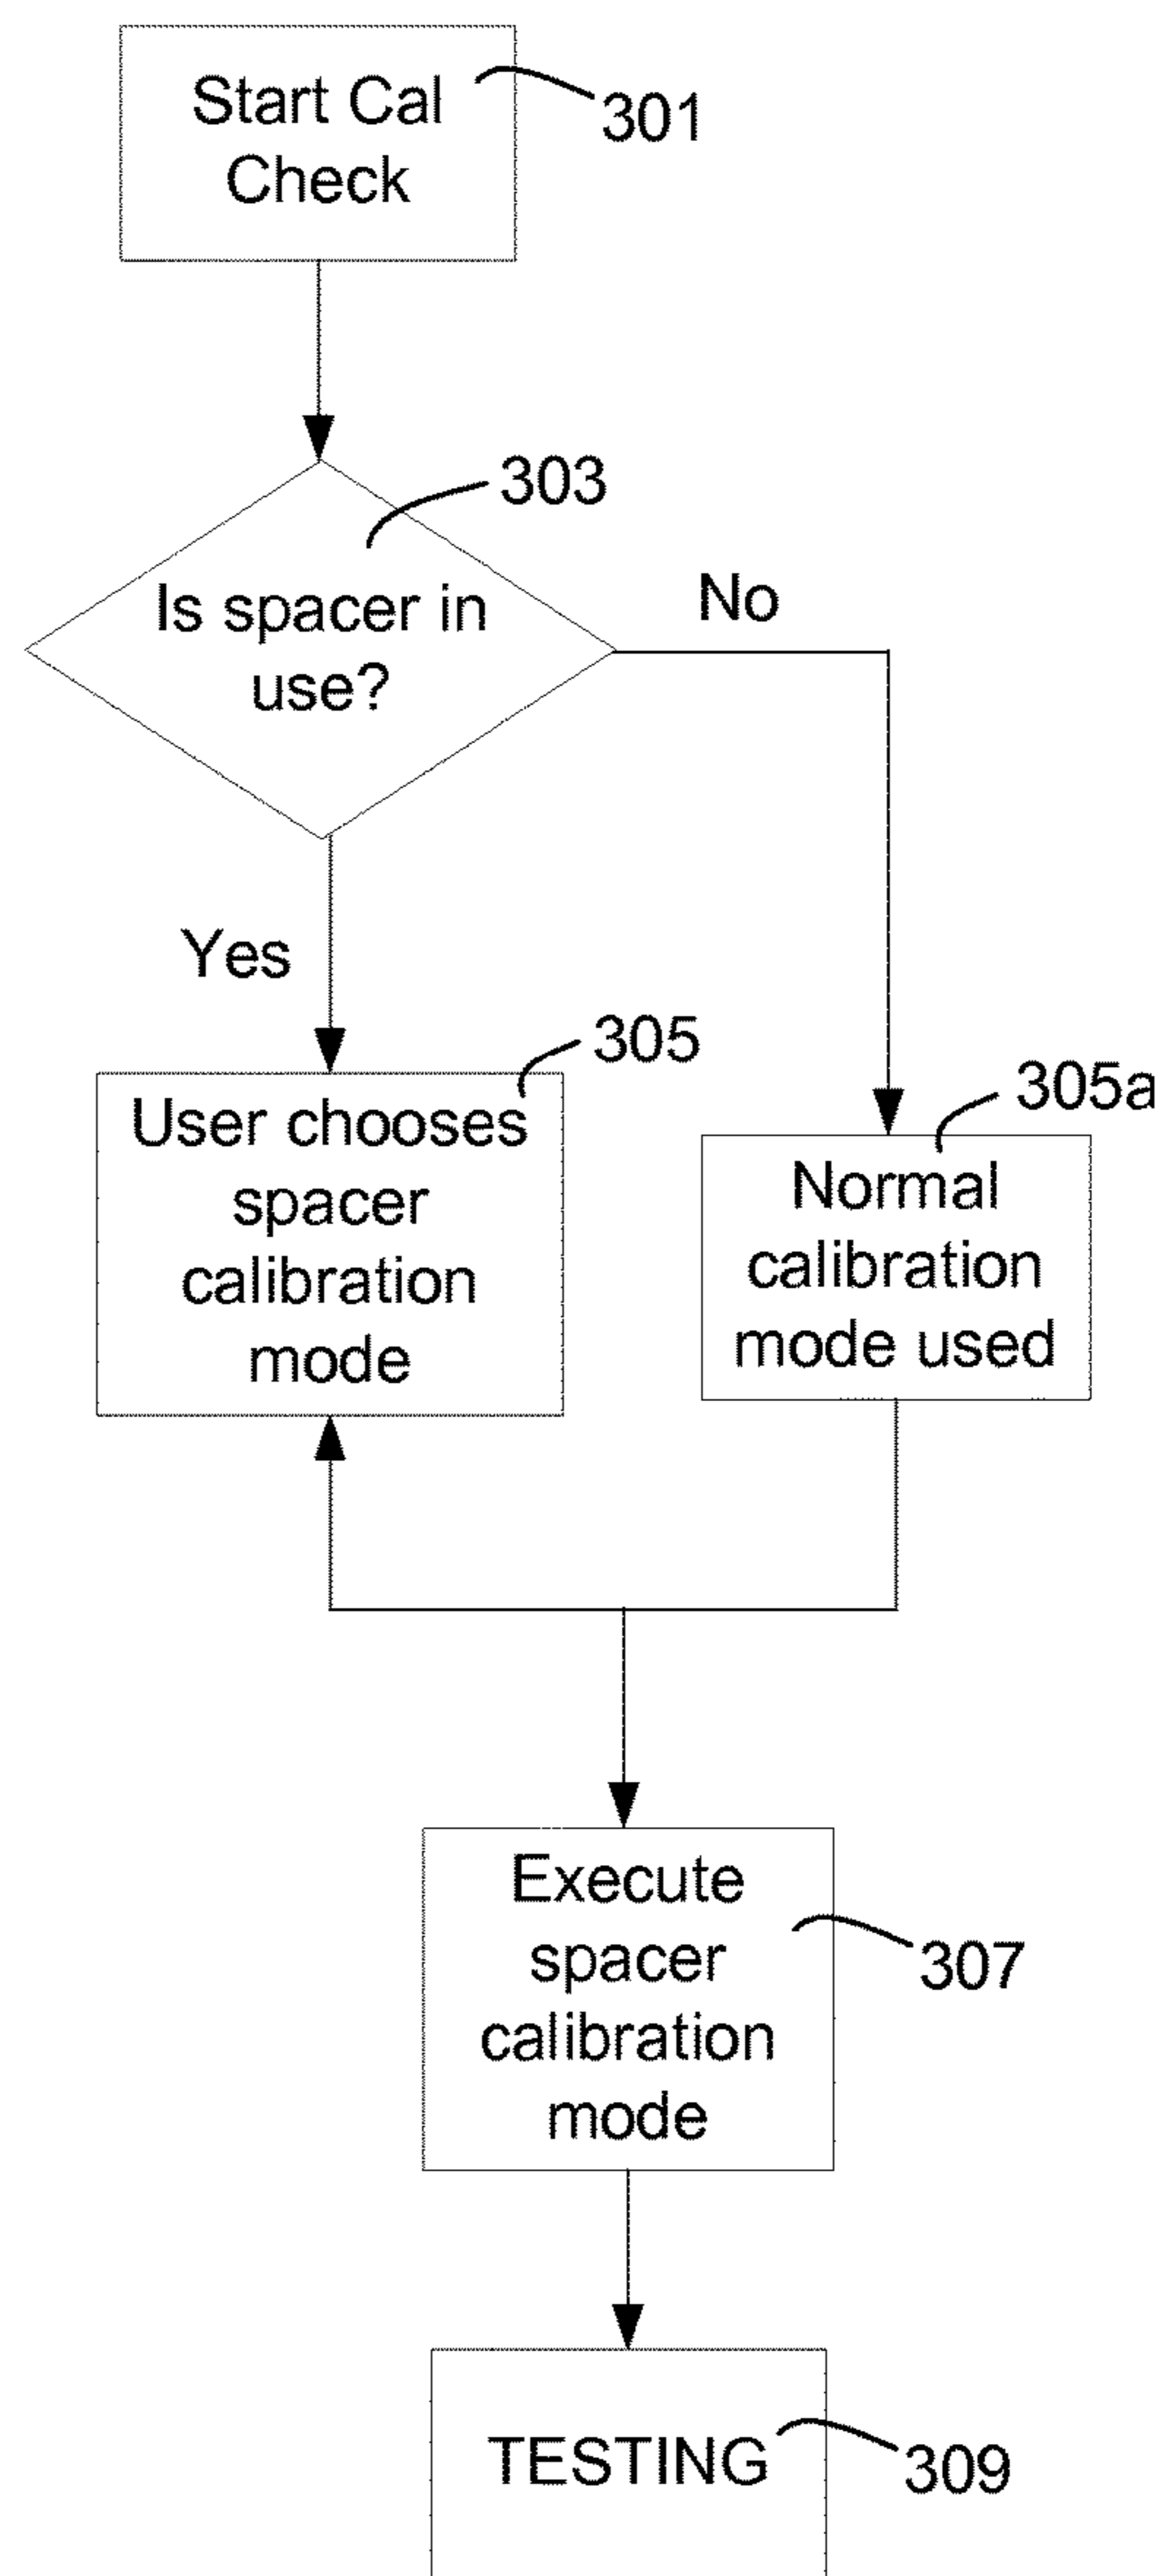 Start Cal
Check
301
303
Is spacer in
use?
No
Yes
305
User chooses
spacer
calibration
mode
305a
Normal
calibration
mode used
Execute
spacer
calibration
mode
307
TESTING
309